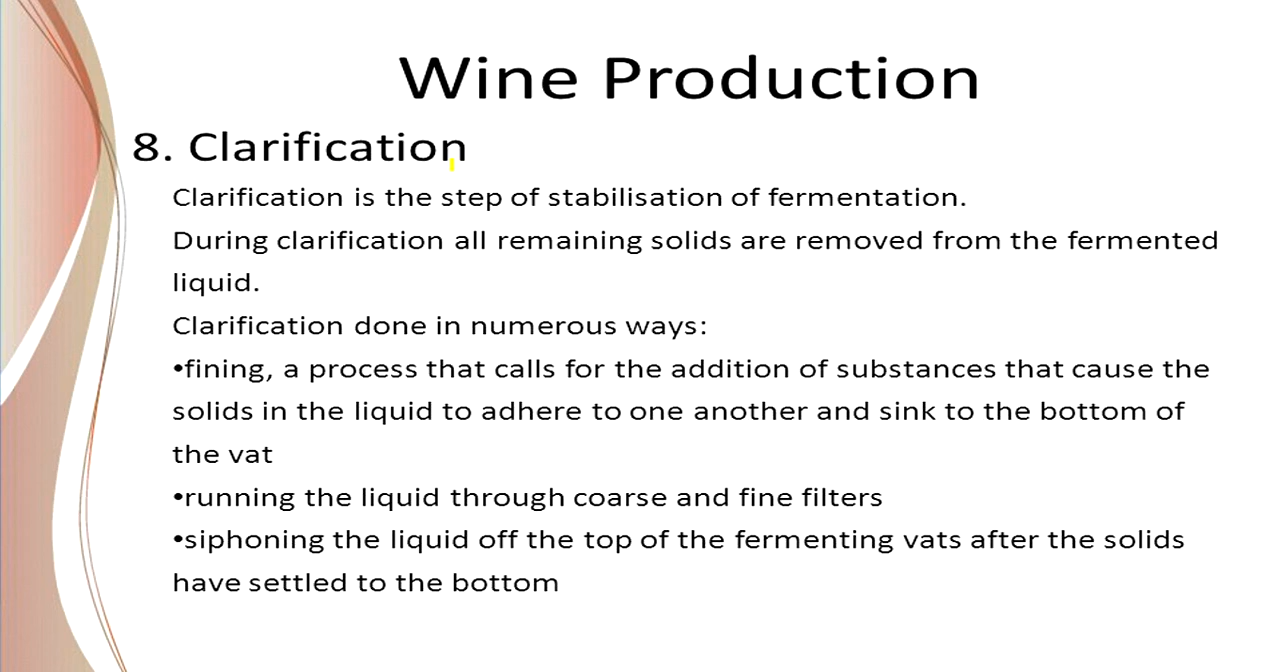 Wine Production
8. Clarification
Clarification is the step of stabilisation of fermentation.
During clarification all remaining solids are removed from the fermented
liquid.
Clarification done in numerous ways:
•fining, a process that calls for the addition of substances that cause the
solids in the liquid to adhere to one another and sink to the bottom of
the vat
•running the liquid through coarse and fine filters
•siphoning the liquid off the top of the fermenting vats after the solids
have settled to the bottom